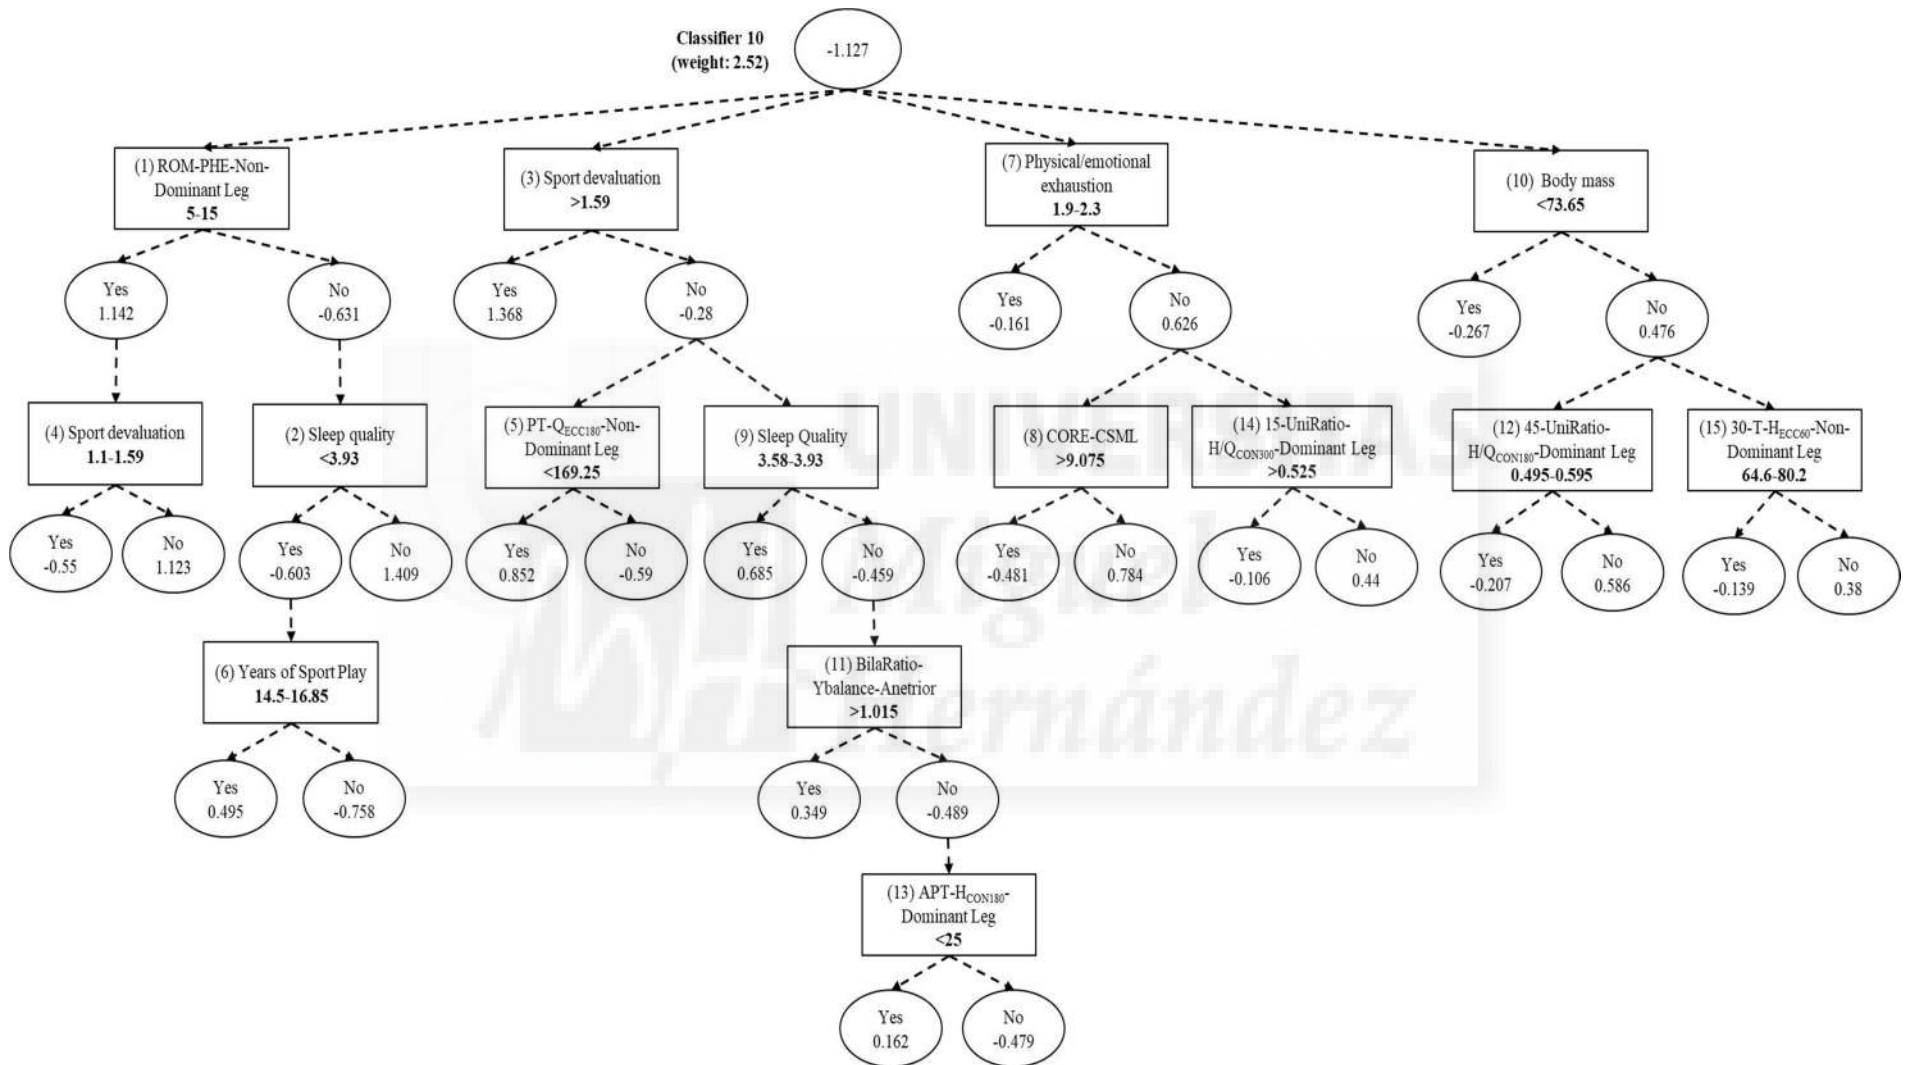 Classifier 10
(weight: 2.52)
-1.127
(1) ROM-PHE-Non-
Dominant Leg
5-15
(3) Sport devaluation
>1.59
(7) Physical/emotional
exhaustion
1.9-2.3
(10) Body mass
<73.65
Yes
1.142
No
-0.631
Yes
1.368
No
-0.28
Yes
-0.161
No
0.626
Yes
-0.267
No
0.476
(4) Sport devaluation
1.1-1.59
(2) Sleep quality
<3.93
(5) PT-QECC180-Non-
Dominant Leg
<169.25
(9) Sleep Quality
3.58-3.93
(8) CORE-CSML
>9.075
(14) 15-UniRatio-
H/QCON300-Dominant Leg
>0.525
(12) 45-UniRatio-
H/QCON180-Dominant Leg
0.495-0.595
(15) 30-T-HECC60-Non-
Dominant Leg
64.6-80.2
Yes
-0.55
No
1.123
Yes
-0.603
No
1.409
Yes
0.852
No
-0.59
Yes
0.685
No
-0.459
Yes
-0.481
No
0.784
Yes
-0.106
No
0.44
Yes
-0.207
No
0.586
Yes
-0.139
No
0.38
(6) Years of Sport Play
14.5-16.85
(11) BilaRatio-
Ybalance-Anetrior
>1.015
Yes
0.495
No
-0.758
Yes
0.349
No
-0.489
(13) APT-HCON180-
Dominant Leg
<25
Yes
0.162
No
-0.479
UNIVERSITAS
Miguel
Hernández